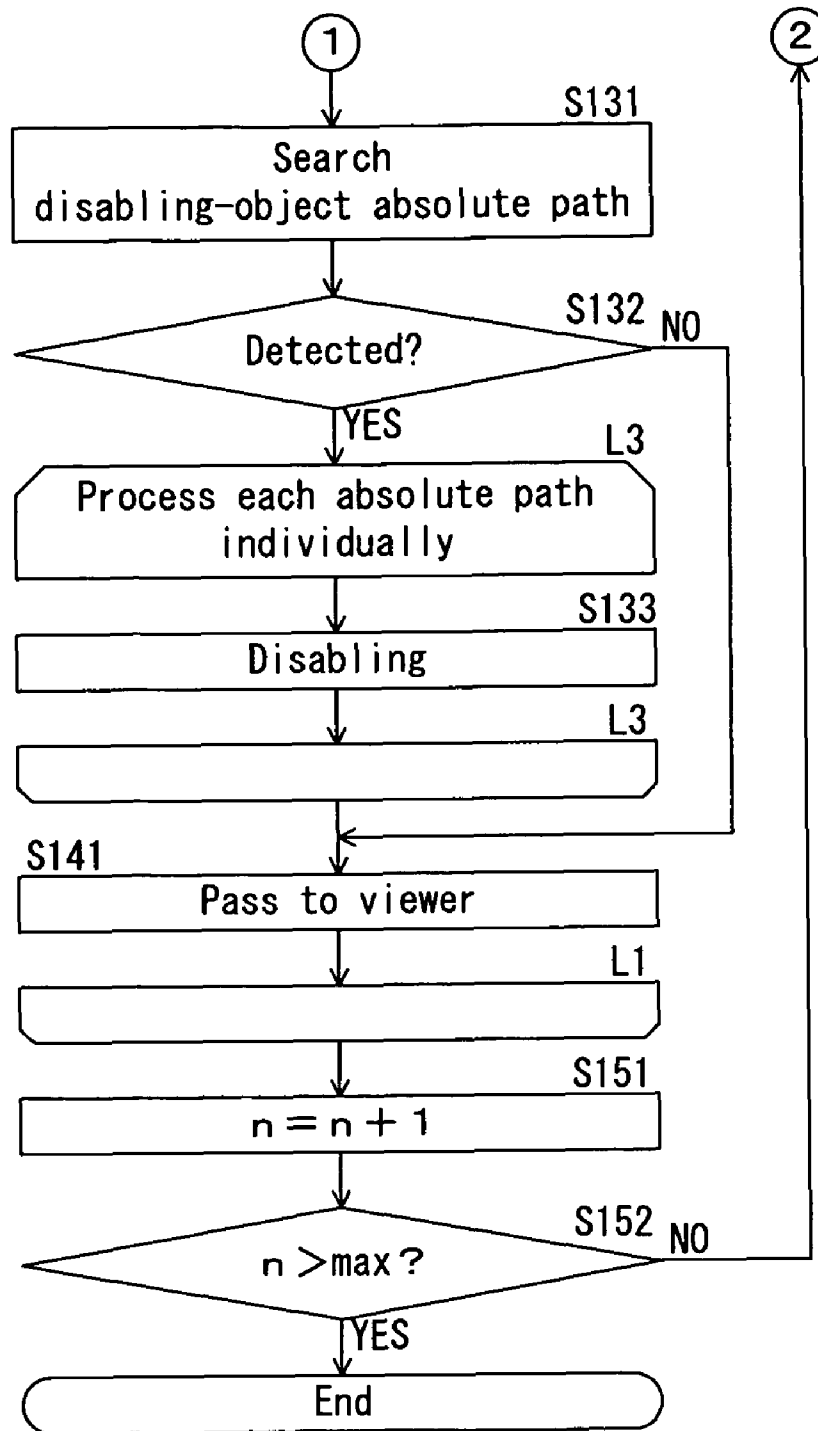 1
2
S131
Search
disabling-object absolute path
S132
NO
Detected?
YES
L3
Process each absolute path
individually
S133
Disabling
L3
S141
Pass to viewer
L1
S151
n=n+1
S152
NO
n>max?
YES
End